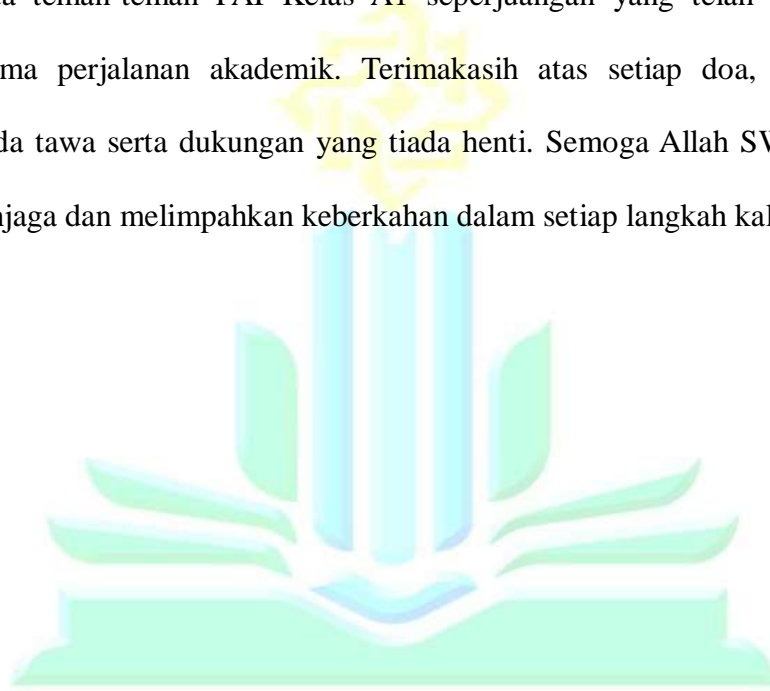 teman-teman PAI Kelas A1 seperjuangan yang telah
perjalanan akademik. Terimakasih atas setiap doa,
tawa serta dukungan yang tiada henti. Semoga Allah
dan melimpahkan keberkahan dalam setiap langkah